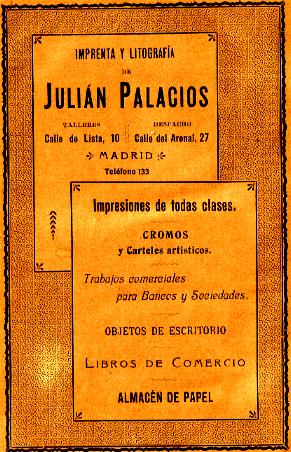 IMPRENTA Y LITOGRAFÍA
DE
JULIÁN PALACIOS
TALLERES DESPACHO
Calle de Lista, 10 Calle del Arenal, 27
MADRID
Teléfono 133
Impresiones de todas clases.
CROMOS
y Carteles artísticos.
Trabajos comerciales
para Bancos y Sociedades.
OBJETOS DE ESCRITORIO
LIBROS DE COMERCIO
ALMACÉN DE PAPEL